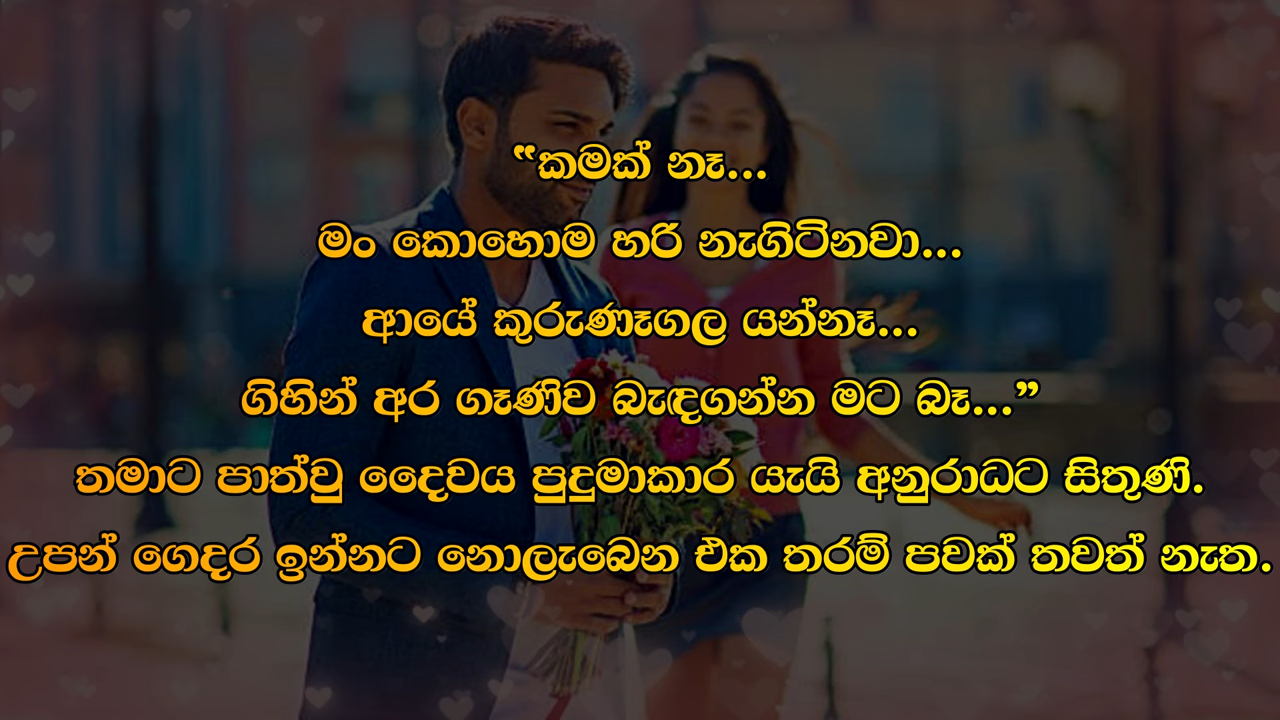 “කමක් නෑ...
මං කොහොම හරි නැගිටිනවා...
ආයේ කුරුණෑගල යන්නෑ...
ගිහින් අර ගෑණිව බැඳගන්න මට බෑ...”
තමාට පාත්වු දෛවය පුදුමාකාර යැයි අනුරාධට සිතුණි.
උපන් ගෙදර ඉන්නට නොලැබෙන එක තරම් පවක් තවත් නැත.